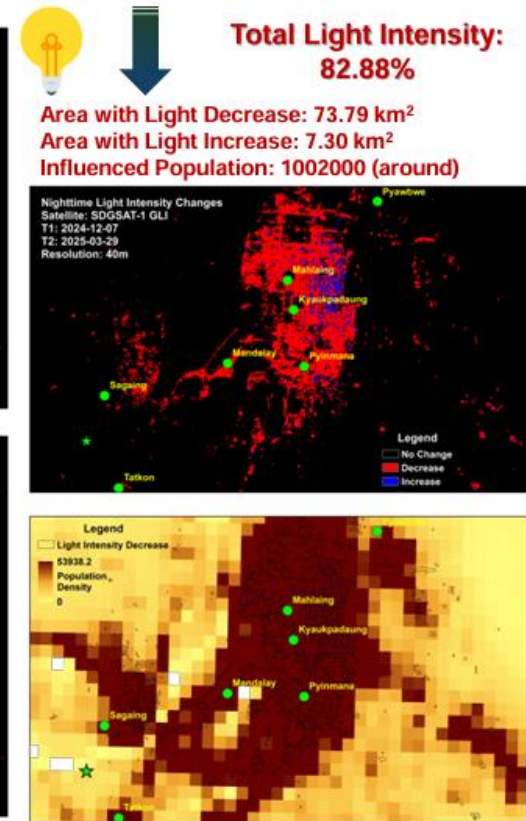 Total Light Intensity:
82.88%
Area with Light Decrease: 73.79 km²
Area with Light Increase: 7.30 km²
Influenced Population: 1002000 (around)
Nighttime Light Intensity Changes
Satellite: SDGSAT-1 GLI
T1: 2024-12-07
T2: 2025-03-29
Resolution: 40m
Pyawbwe
Mahlaing
Kyaukpadaung
Mandalay
Pyinmana
Sagaing
Tatkon
Legend
No Change
Decrease
Increase
Legend
Light Intensity Decrease
53938.2
Population
Density
0
Mahlaing
Kyaukpadaung
Mandalay
Pyinmana
Sagaing
Tatkon